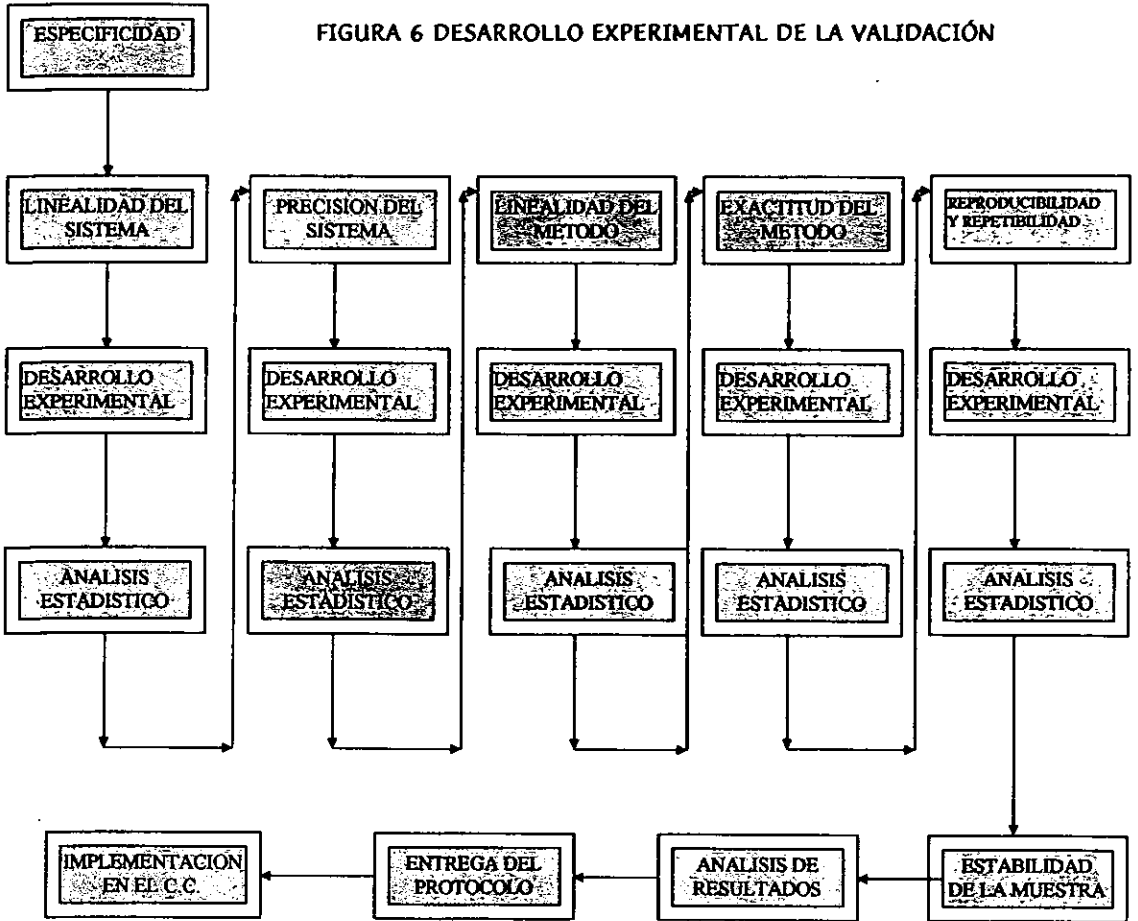 FIGURA 6 DESARROLLO EXPERIMENTAL DE LA VALIDACIÓN
ESPECIFICIDAD
LINEALIDAD DEL
SISTEMA
PRECISION DEL
SISTEMA
LINEALIDAD DEL
METODO
EXACTITUD DEL
METODO
REPRODUCIBILIDAD
Y REPETIBILIDAD
DESARROLLO
EXPERIMENTAL
DESARROLLO
EXPERIMENTAL
DESARROLLO
EXPERIMENTAL
DESARROLLO
EXPERIMENTAL
DESARROLLO
EXPERIMENTAL
ANALISIS
ESTADISTICO
ANALISIS
ESTADISTICO
ANALISIS
ESTADISTICO
ANALISIS
ESTADISTICO
ANALISIS
ESTADISTICO
IMPLEMENTACION
EN EL C.C.
ENTREGA DEL
PROTOCOLO
ANALISIS DE
RESULTADOS
ESTABILIDAD
DE LA MUESTRA